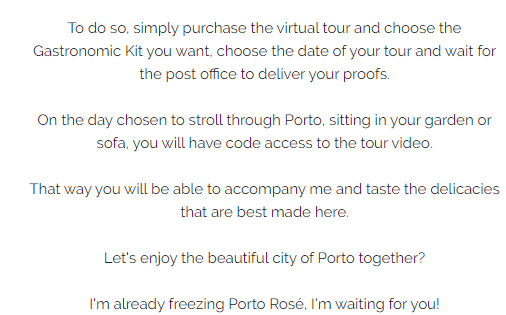 To do so, simply purchase the virtual tour and choose the
Gastronomic Kit you want, choose the date of your tour and wait for
the post office to deliver your proofs.
On the day chosen to stroll through Porto, sitting in your garden or
sofa, you will have code access to the tour video.
That way you will be able to accompany me and taste the delicacies
that are best made here.
Let's enjoy the beautiful city of Porto together?
I'm already freezing Porto Rosé, I'm waiting for you!